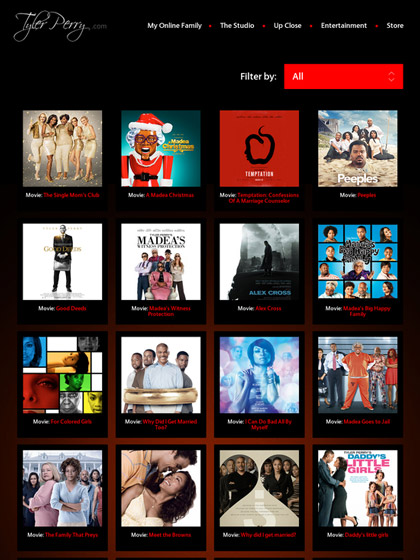 Tyler Perry.com
My Online Family • The Studio • Up Close • Entertainment • Store
Filter by: All
Movie: The Single Mom's Club
a Madea Christmas
Movie: A Madea Christmas
TEMPTATION
Movie: Temptation: Confessions
Of A Marriage Counselor
Peeples
Movie: Peeples
GOOD DEEDS
Movie: Good Deeds
MADEA'S
WITNESS PROTECTION
Movie: Madea's Witness
Protection
ALEX CROSS
Movie: Alex Cross
Movie: Madea's Big Happy
Family
Movie: For Colored Girls
Movie: Why Did I Get Married
Too?
Movie: I Can Do Bad All By
Myself
Movie: Madea Goes to Jail
Movie: The Family That Preys
Movie: Meet the Browns
Movie: Why did I get married?
TYLER PERRY'S
DADDY'S
LITTLE
GIRLS
Movie: Daddy's little girls